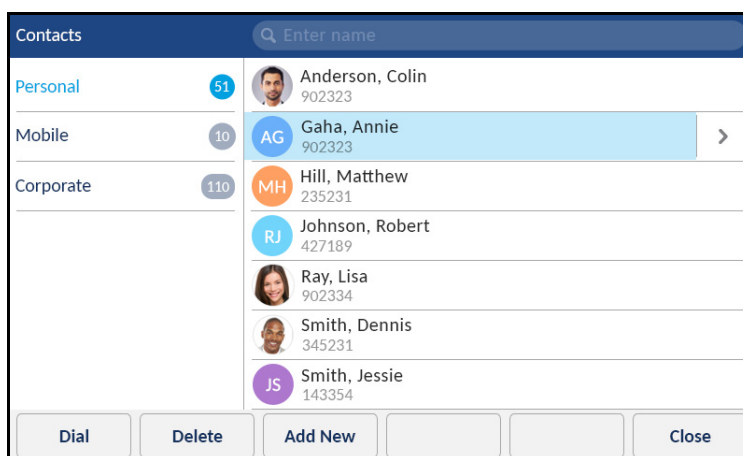 Contacts
Enter name
Personal
51
Mobile
10
Corporate
110
Anderson, Colin
902323
AG
Gaha, Annie
902323
MH
Hill, Matthew
235231
RJ
Johnson, Robert
427189
Ray, Lisa
902334
Smith, Dennis
345231
JS
Smith, Jessie
143354
Dial
Delete
Add New
Close